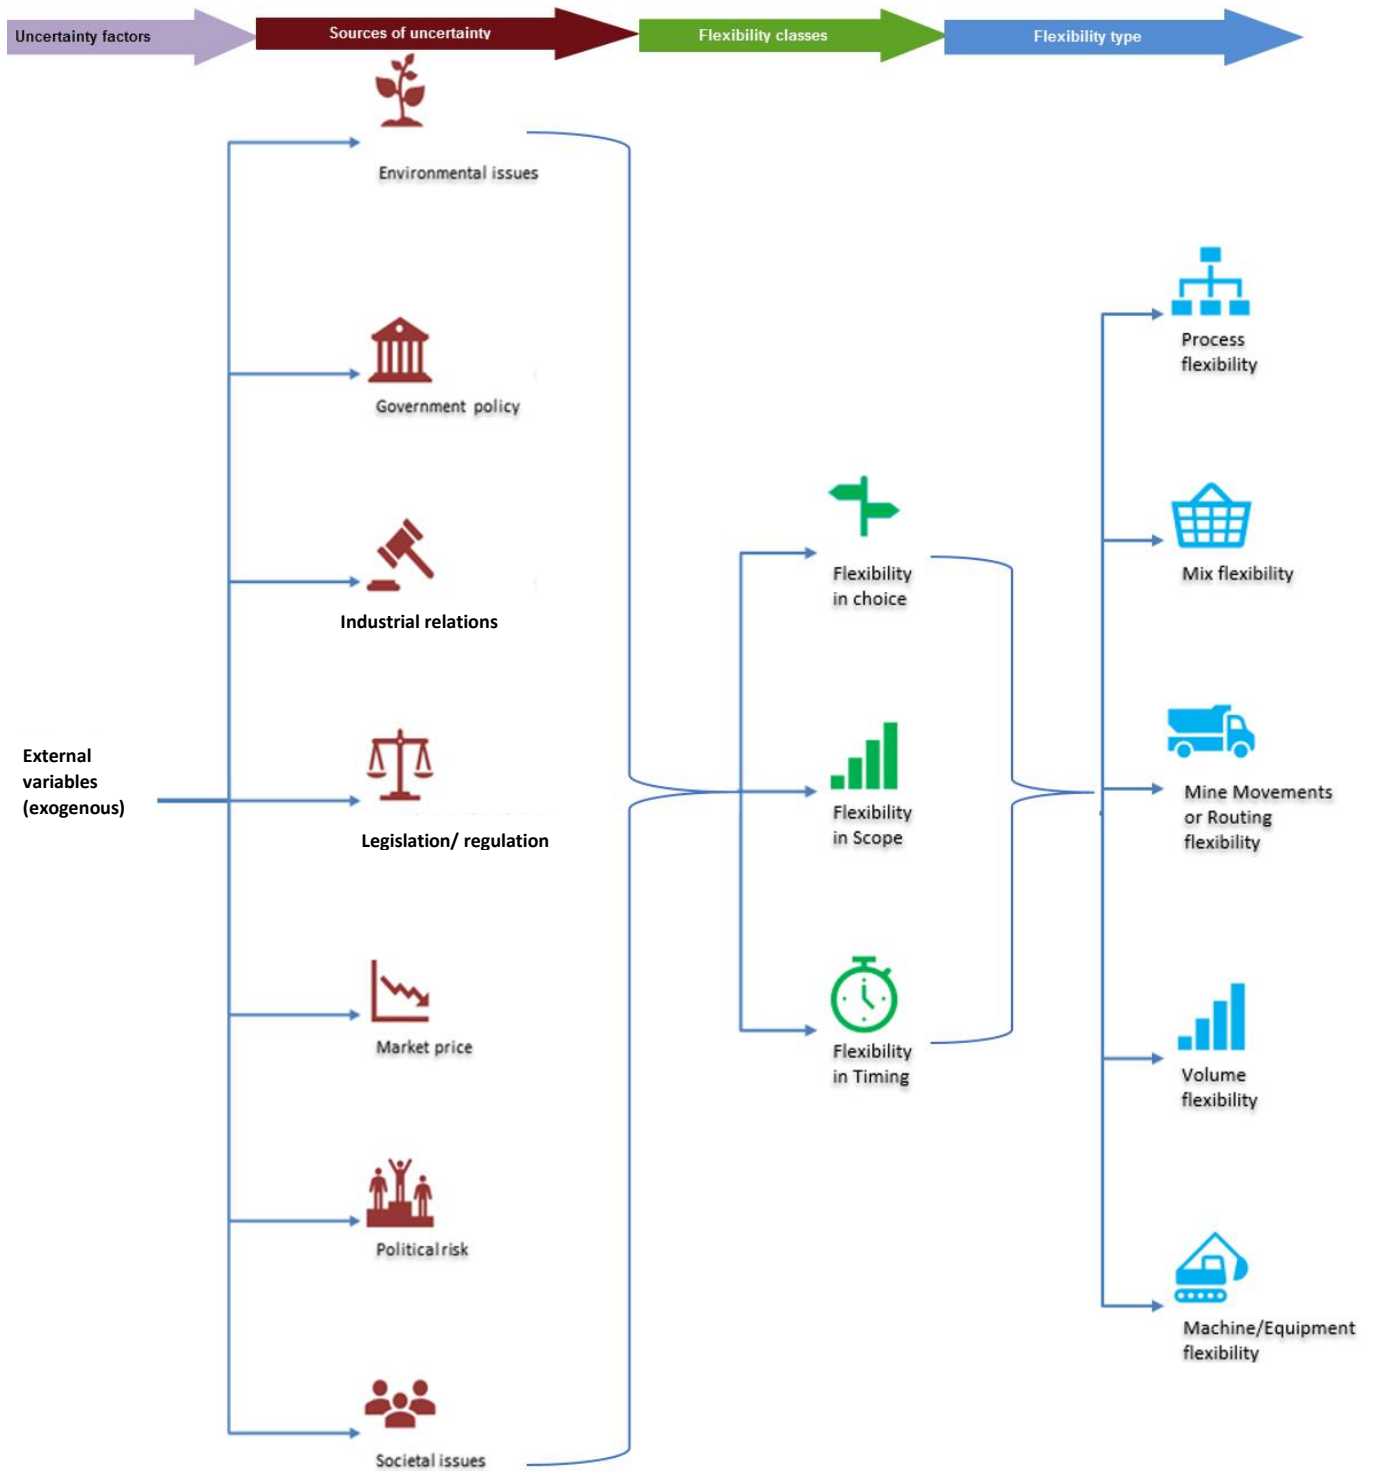 Uncertainty factors
Sources of uncertainty
Flexibility classes
Flexibility type
Environmental issues
Government policy
Industrial relations
Legislation/ regulation
Market price
Political risk
Societal issues
External
variables
(exogenous)
Flexibility
in choice
Flexibility
in Scope
Flexibility
in Timing
Process
flexibility
Mix flexibility
Mine Movements
or Routing
flexibility
Volume
flexibility
Machine/Equipment
flexibility